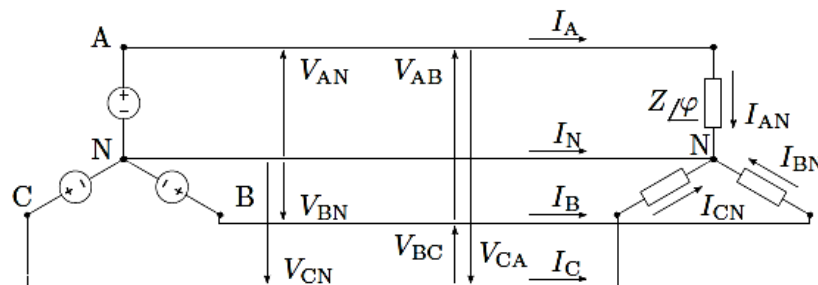 A
I_A
V_AN
V_AB
Z/φ
I_AN
N
I_N
N
I_BN
C
B
I_B
V_BN
I_CN
V_CN
V_BC
V_CA
I_C